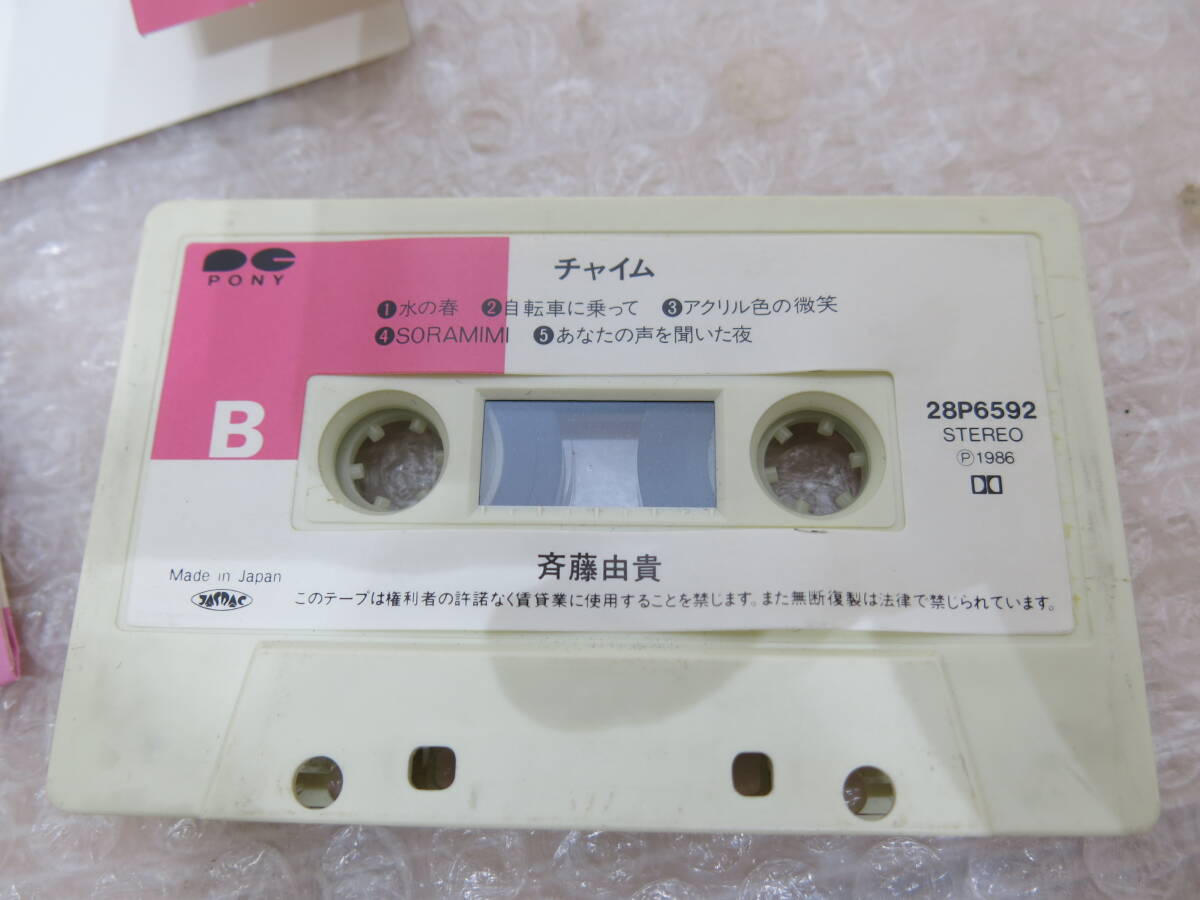 PONY
チャイム
❶水の春 ❷自転車に乗って ❸アクリル色の微笑
❹SORAMIMI ❺あなたの声を聞いた夜
B
28P6592
STEREO
Ⓟ1986
斉藤由貴
Made in Japan
JASRAC
このテープは権利者の許諾なく賃貸業に使用することを禁じます。また無断復製は法律で禁じられています。